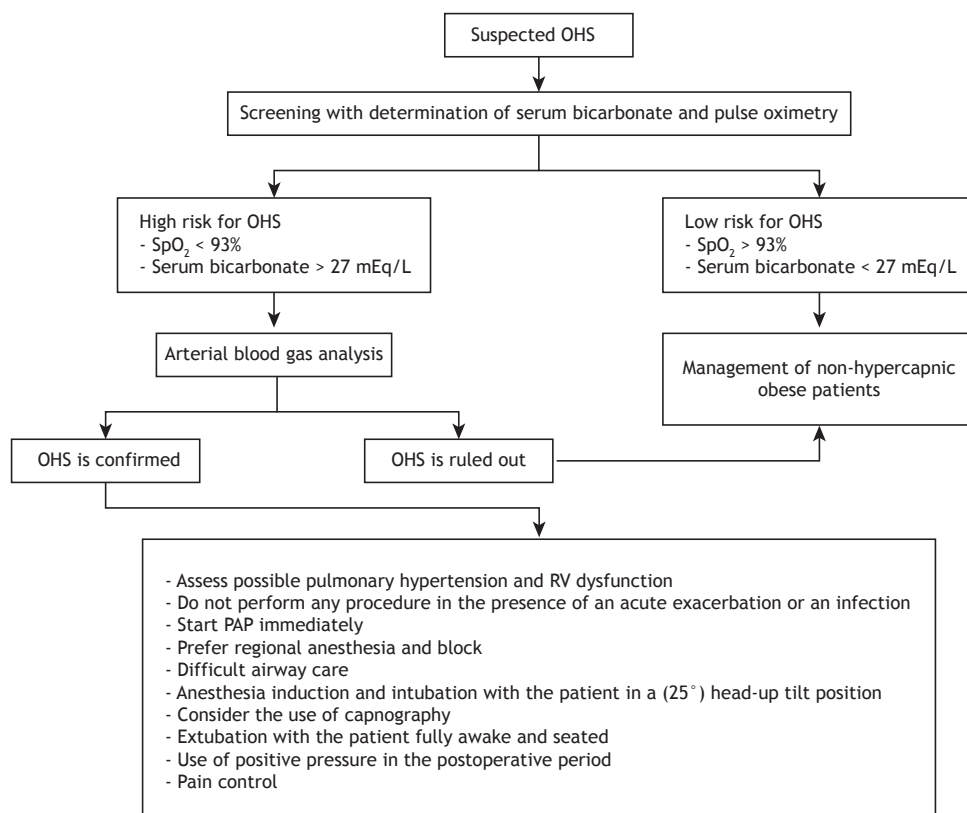 Suspected OHS
Screening with determination of serum bicarbonate and pulse oximetry
High risk for OHS
- SpO₂ < 93%
- Serum bicarbonate > 27 mEq/L
Low risk for OHS
- SpO₂ > 93%
- Serum bicarbonate < 27 mEq/L
Arterial blood gas analysis
Management of non-hypercapnic
obese patients
OHS is confirmed
OHS is ruled out
- Assess possible pulmonary hypertension and RV dysfunction
- Do not perform any procedure in the presence of an acute exacerbation or an infection
- Start PAP immediately
- Prefer regional anesthesia and block
- Difficult airway care
- Anesthesia induction and intubation with the patient in a (25°) head-up tilt position
- Consider the use of capnography
- Extubation with the patient fully awake and seated
- Use of positive pressure in the postoperative period
- Pain control